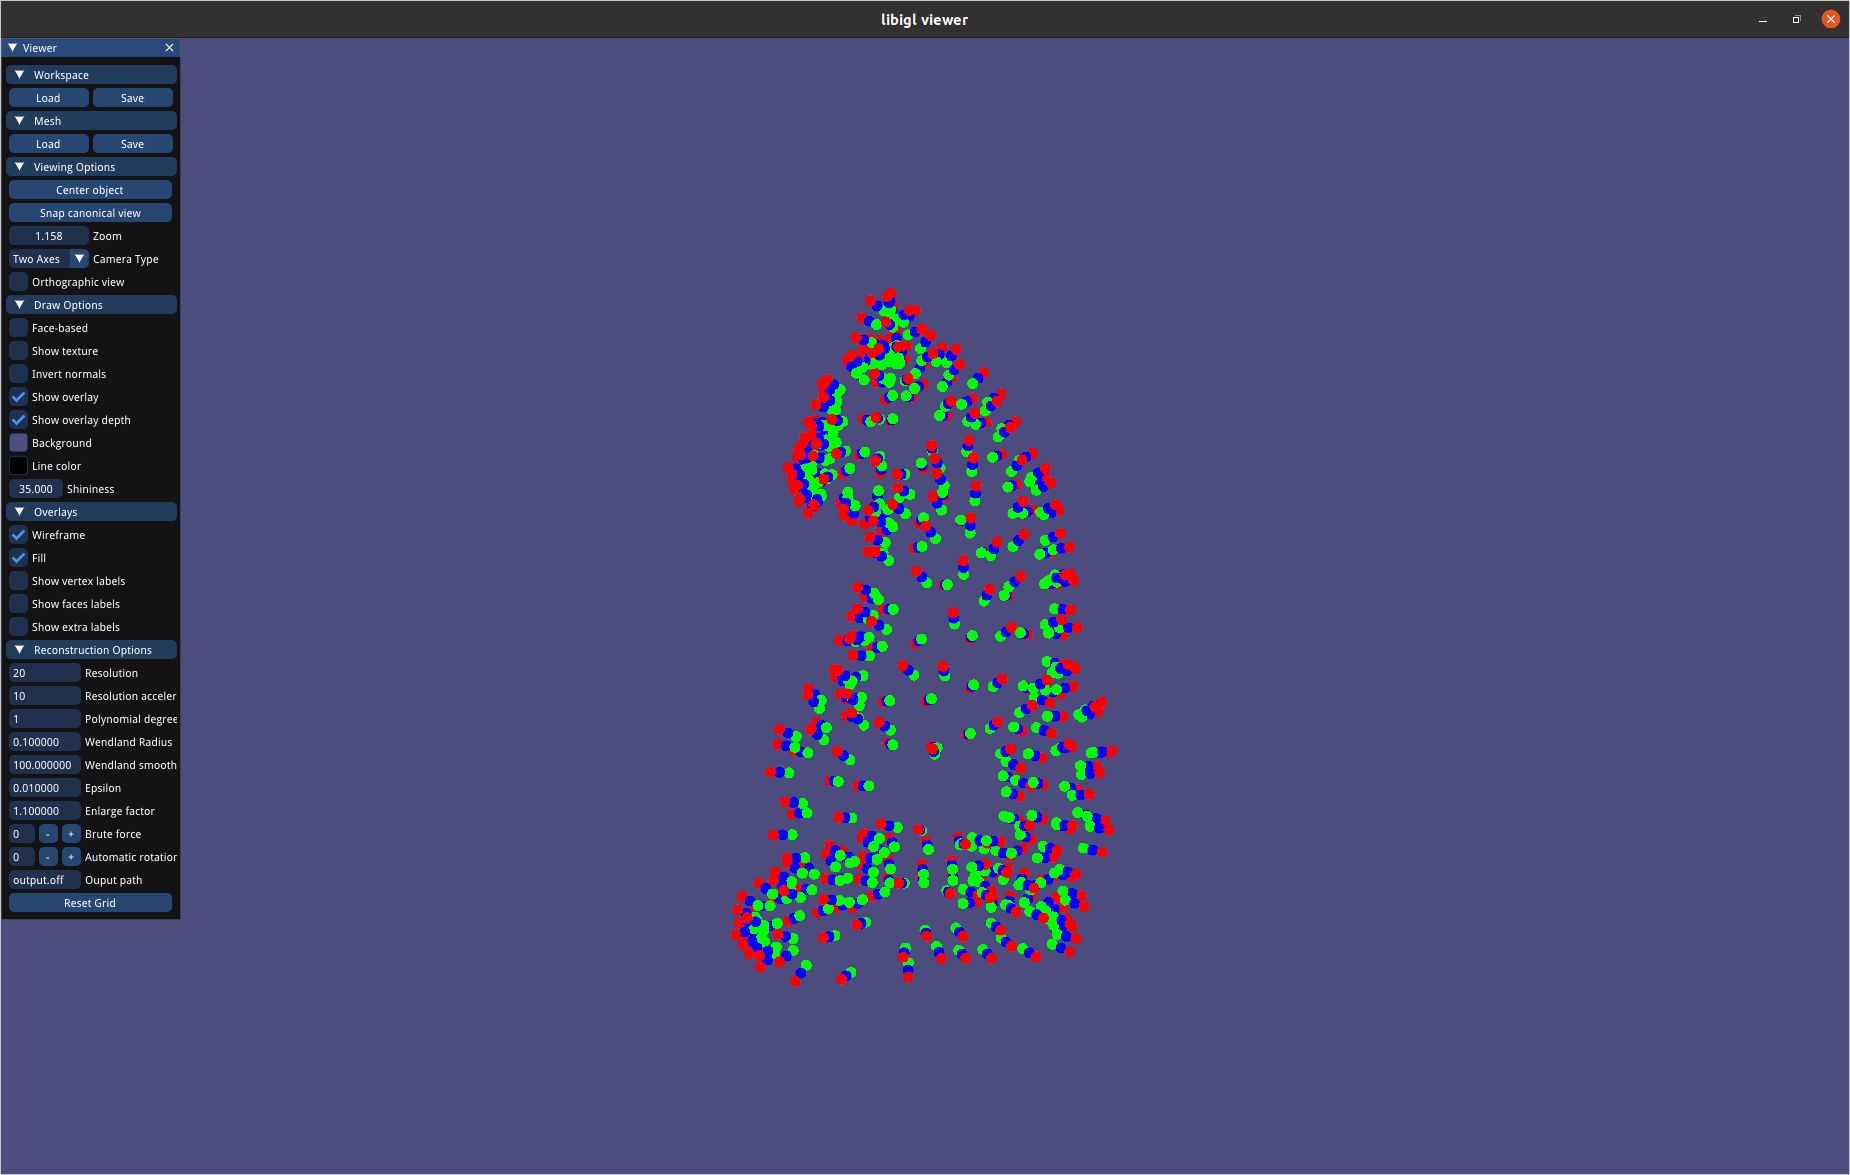 libigl viewer
Viewer
Workspace
Load Save
Mesh
Load Save
Viewing Options
Center object
Snap canonical view
1.158 Zoom
Two Axes Camera Type
Orthographic view
Draw Options
Face-based
Show texture
Invert normals
Show overlay
Show overlay depth
Background
Line color
35.000 Shininess
Overlays
Wireframe
Fill
Show vertex labels
Show faces labels
Show extra labels
Reconstruction Options
20 Resolution
10 Resolution acceler
1 Polynomial degree
0.100000 Wendland Radius
100.000000 Wendland smooth
0.010000 Epsilon
1.100000 Enlarge factor
0 - + Brute force
0 - + Automatic rotation
output.off Ouput path
Reset Grid